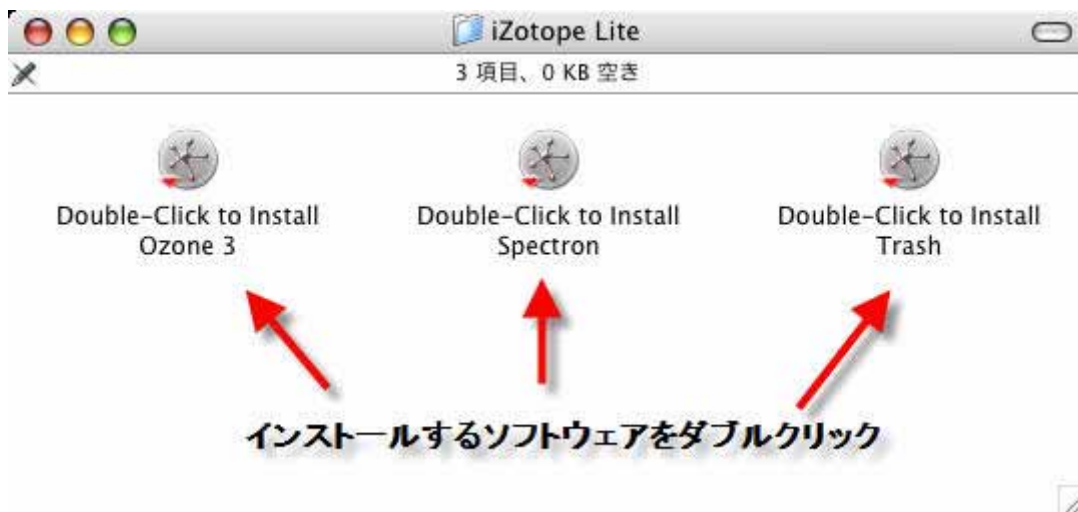 iZotope Lite
3 項目、0 KB 空き
Double-Click to Install
Ozone 3
Double-Click to Install
Spectron
Double-Click to Install
Trash
インストールするソフトウェアをダブルクリック